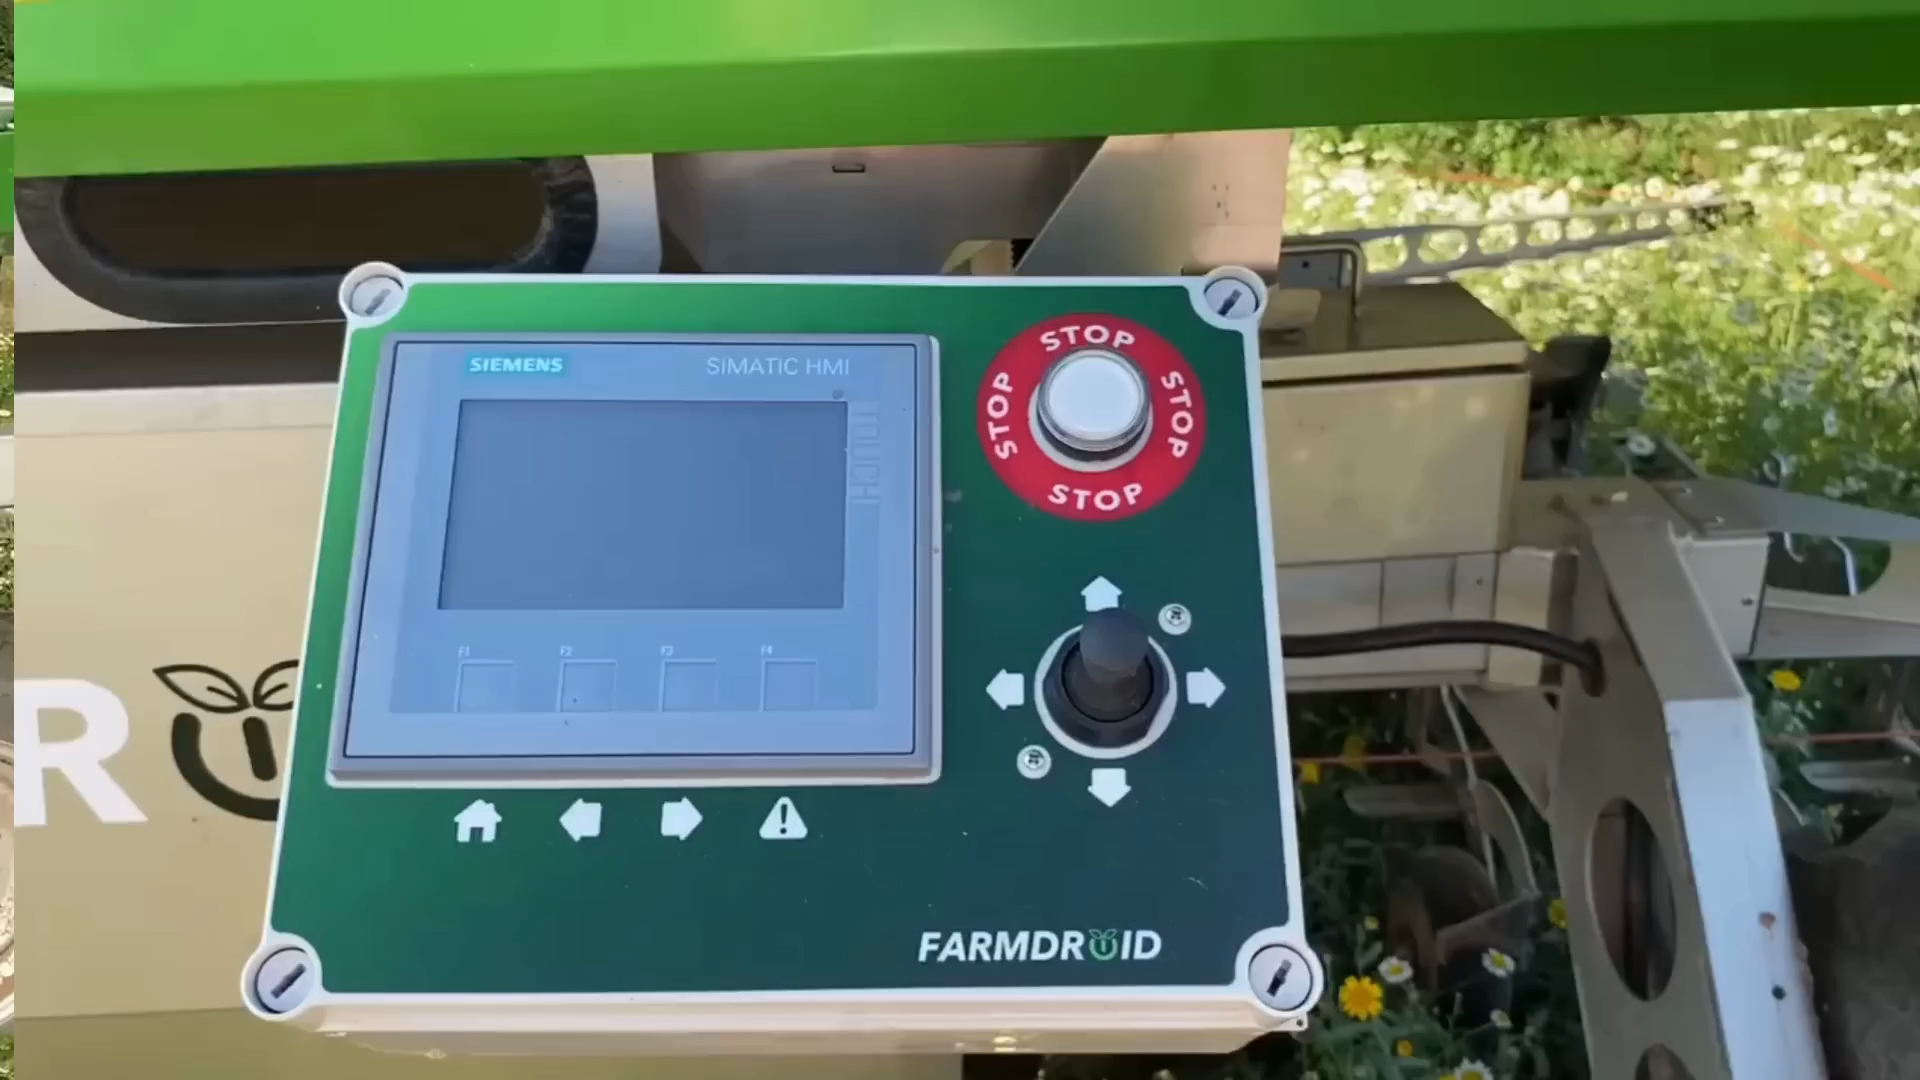 SIEMENS
SIMATIC HMI
TOUCH
STOP
STOP
STOP
STOP
F1
F2
F3
F4
R
FARMDROID